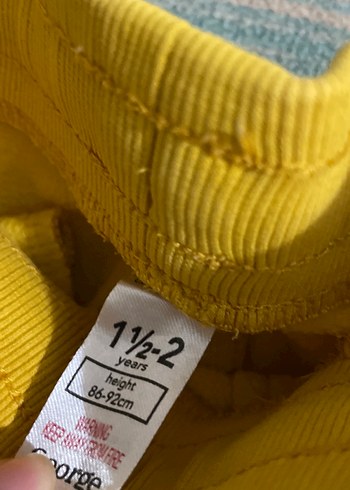 1½-2
years
height
86-92cm
WARNING
KEEP AWAY FROM FIRE
George